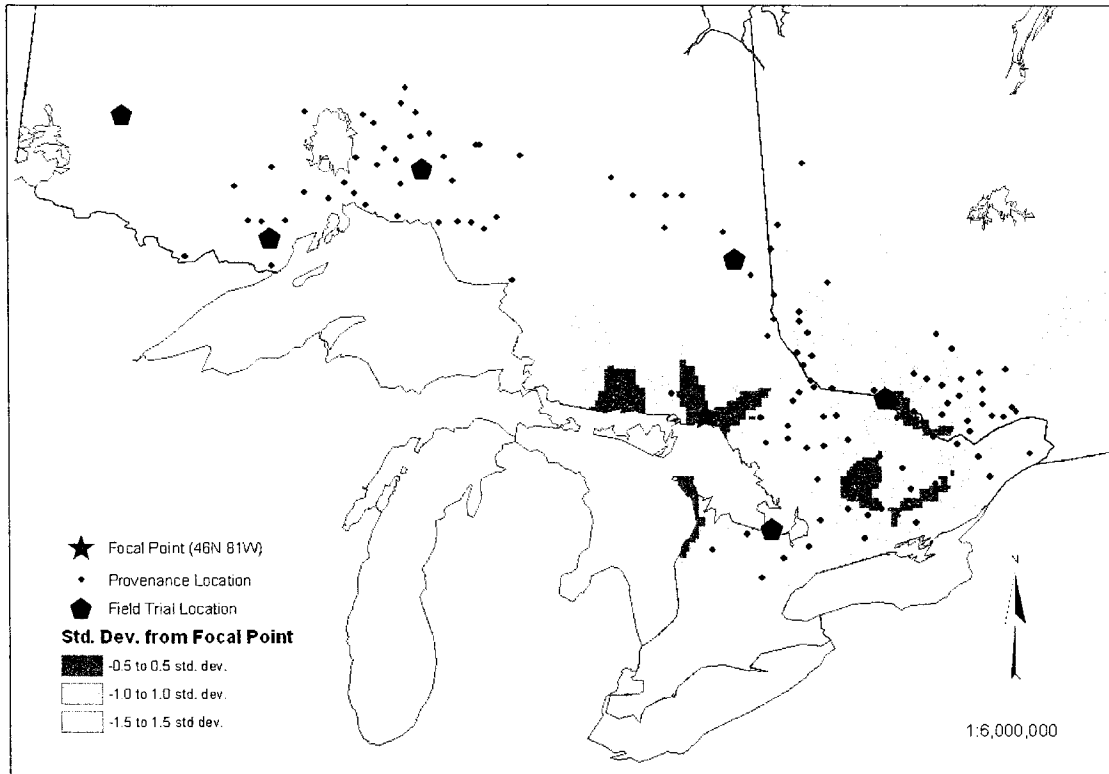 Focal Point (46N 81W)
Provenance Location
Field Trial Location
Std. Dev. from Focal Point
-0.5 to 0.5 std. dev.
-1.0 to 1.0 std. dev.
-1.5 to 1.5 std dev.
N
1:6,000,000